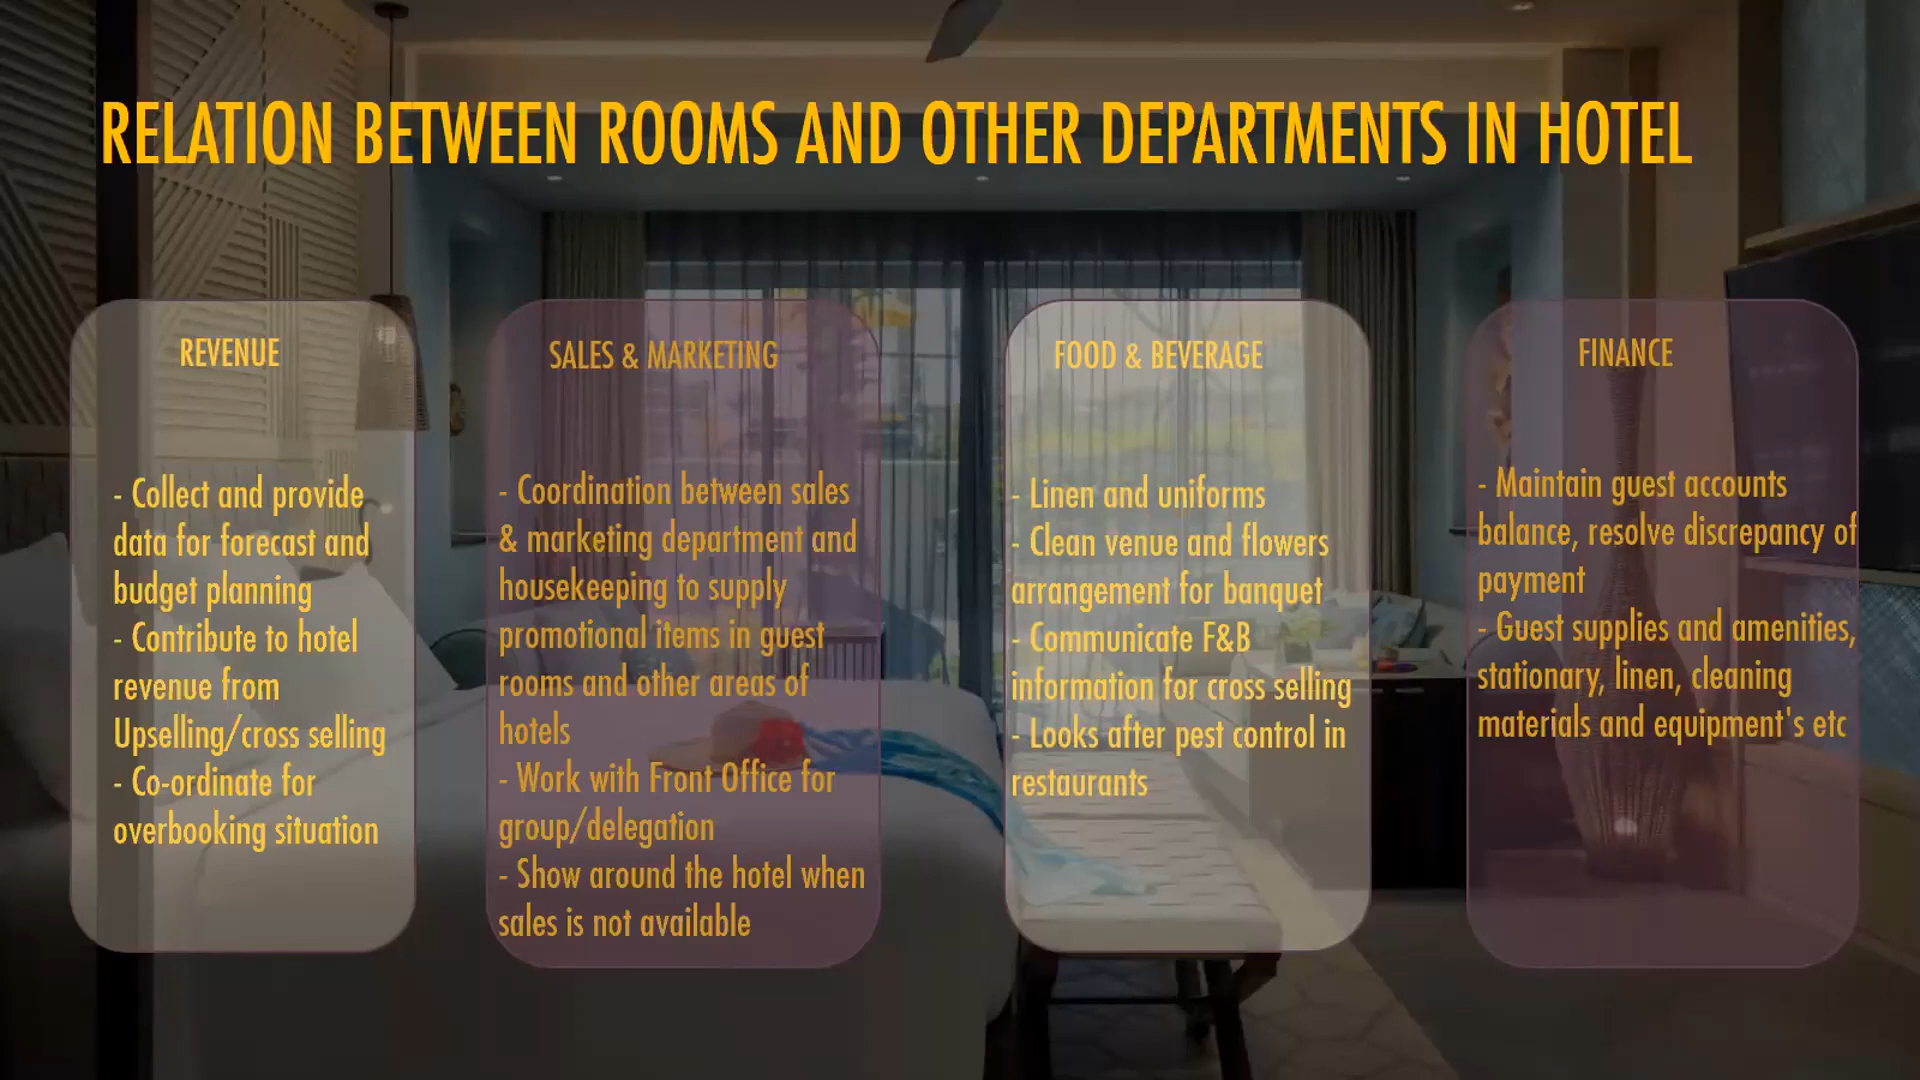 RELATION BETWEEN ROOMS AND OTHER DEPARTMENTS IN HOTEL
REVENUE
- Collect and provide
data for forecast and
budget planning
- Contribute to hotel
revenue from
Upselling/cross selling
- Co-ordinate for
overbooking situation
SALES & MARKETING
- Coordination between sales
& marketing department and
housekeeping to supply
promotional items in guest
rooms and other areas of
hotels
- Work with Front Office for
group/delegation
- Show around the hotel when
sales is not available
FOOD & BEVERAGE
- Linen and uniforms
- Clean venue and flowers
arrangement for banquet
- Communicate F&B
information for cross selling
- Looks after pest control in
restaurants
FINANCE
- Maintain guest accounts
balance, resolve discrepancy of
payment
- Guest supplies and amenities,
stationary, linen, cleaning
materials and equipment's etc